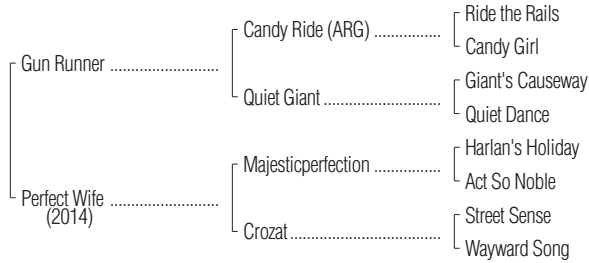 Ride the Rails
Candy Ride (ARG) ................
Candy Girl
Gun Runner ..........................
Giant's Causeway
Quiet Giant ............................
Quiet Dance
Harlan's Holiday
Majesticperfection ................
Act So Noble
Perfect Wife ..........................
(2014)
Street Sense
Crozat....................................
Wayward Song